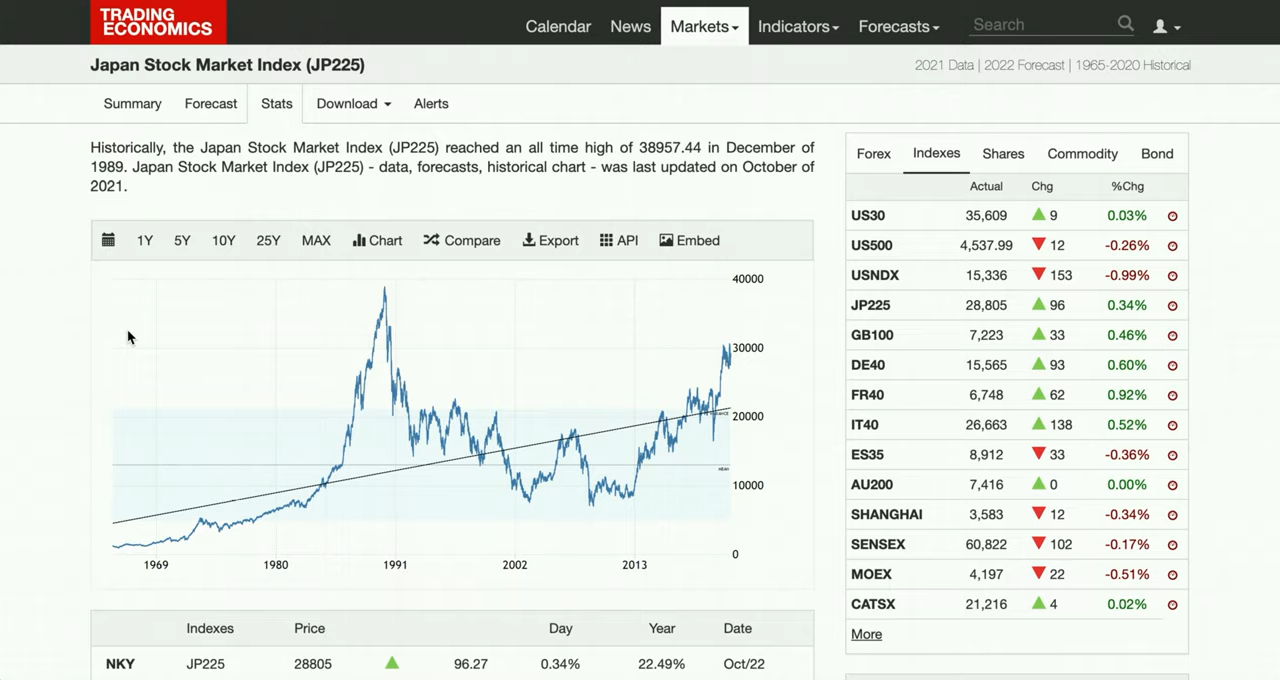 TRADING
ECONOMICS
Calendar News Markets Indicators Forecasts Search
Japan Stock Market Index (JP225)
2021 Data | 2022 Forecast | 1965-2020 Historical
Summary Forecast Stats Download Alerts
Historically, the Japan Stock Market Index (JP225) reached an all time high of 38957.44 in December of
1989. Japan Stock Market Index (JP225) - data, forecasts, historical chart - was last updated on October of
2021.
1Y 5Y 10Y 25Y MAX Chart Compare Export API Embed
40000
30000
20000
10000
0
MEAN
1969 1980 1991 2002 2013
Indexes Price Day Year Date
NKY JP225 28805 96.27 0.34% 22.49% Oct/22
Forex Indexes Shares Commodity Bond
Actual Chg %Chg
US30 35,609 9 0.03%
US500 4,537.99 12 -0.26%
USNDX 15,336 153 -0.99%
JP225 28,805 96 0.34%
GB100 7,223 33 0.46%
DE40 15,565 93 0.60%
FR40 6,748 62 0.92%
IT40 26,663 138 0.52%
ES35 8,912 33 -0.36%
AU200 7,416 0 0.00%
SHANGHAI 3,583 12 -0.34%
SENSEX 60,822 102 -0.17%
MOEX 4,197 22 -0.51%
CATSX 21,216 4 0.02%
More